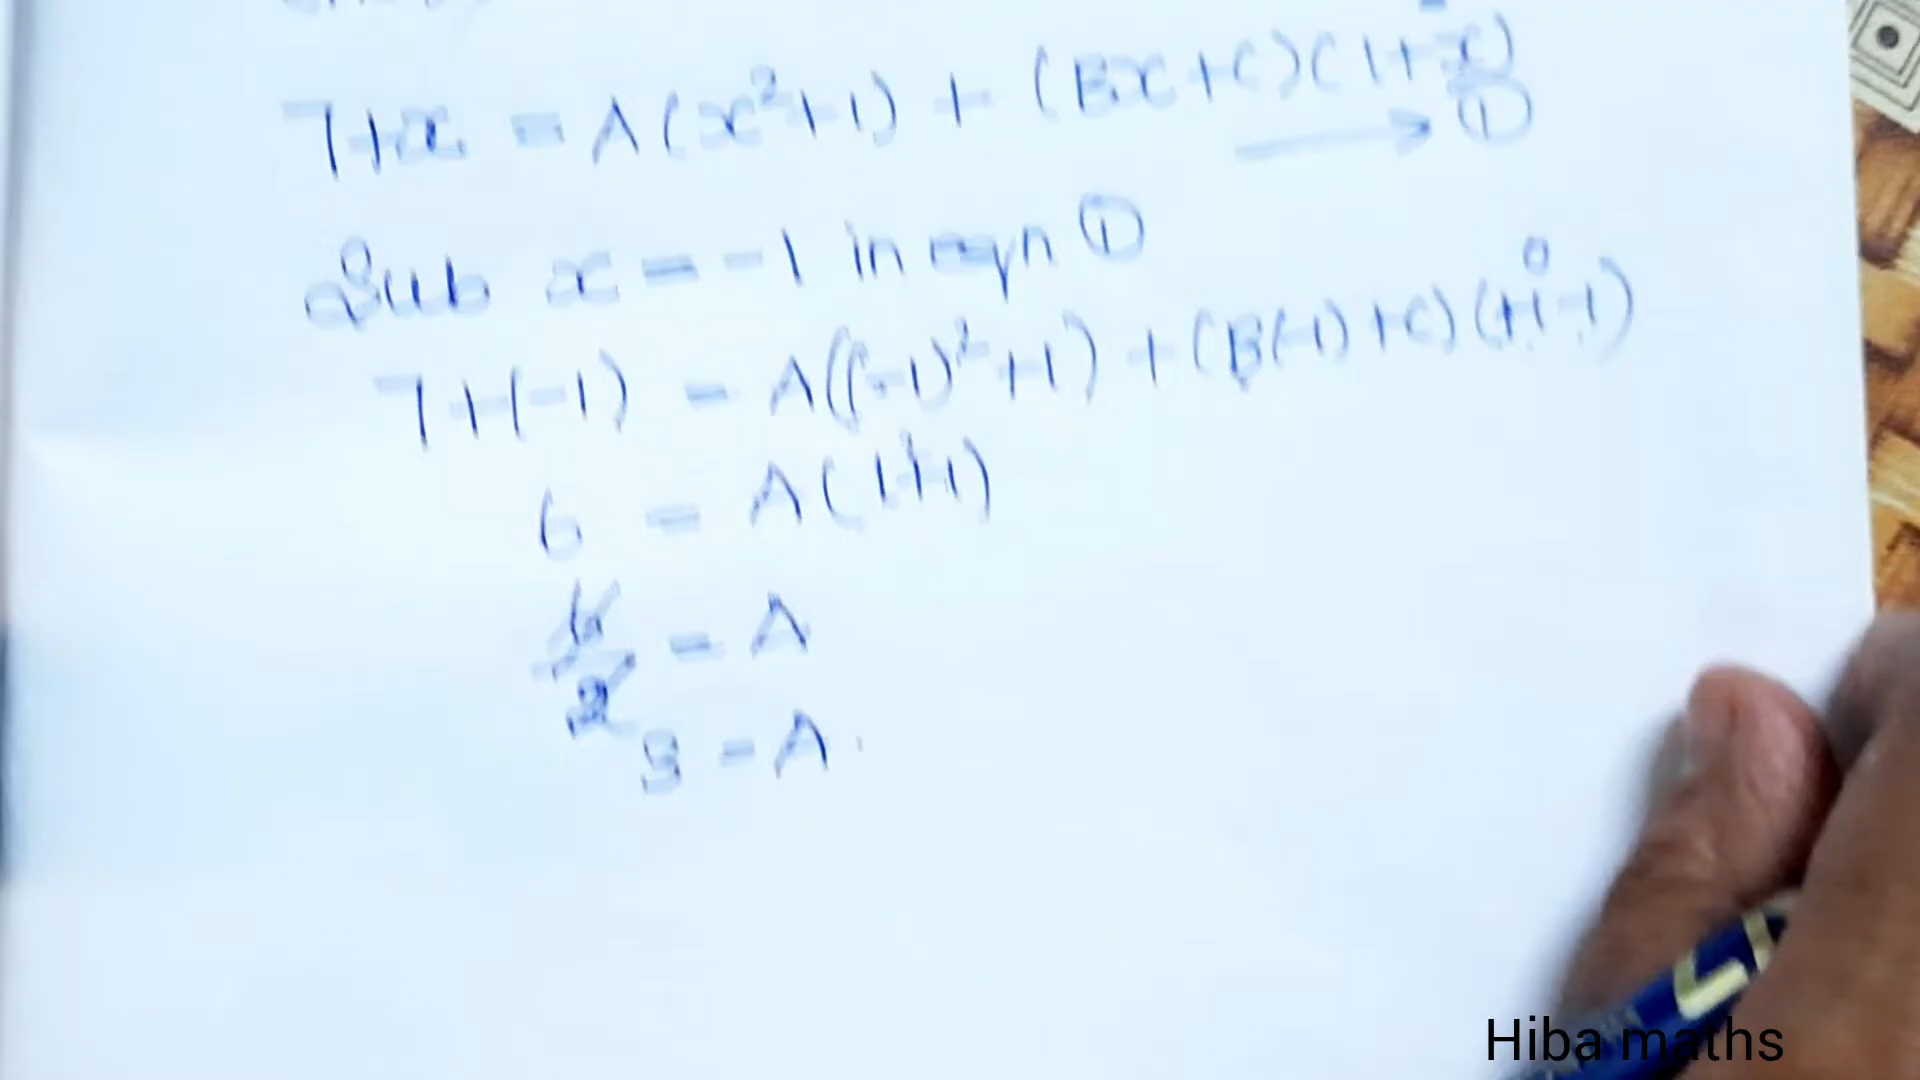 7+x = A(x²+1) + (Bx+C)(1+x)
→ ①
Sub x = -1 in eqn ①
7+(-1) = A((-1)²+1) + (B(-1)+C)(+1-1) 0
6 = A(1+1)
6/2 = A
3 = A.
Hiba maths